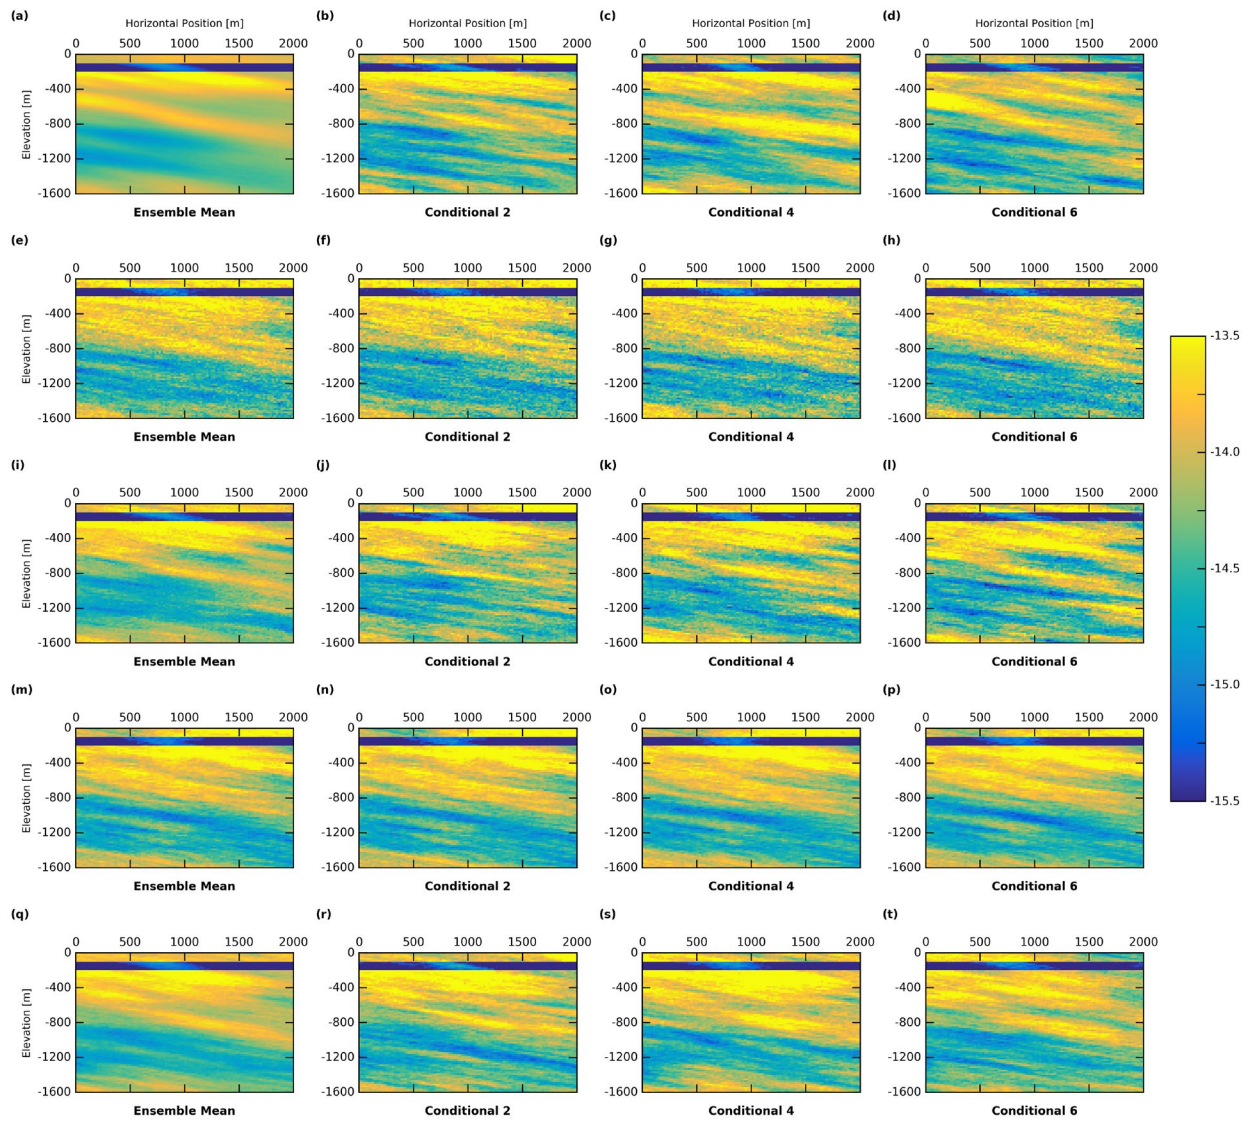 (a) (b) (c) (d)
Horizontal Position [m] Horizontal Position [m] Horizontal Position [m] Horizontal Position [m]
0 500 1000 1500 2000 0 500 1000 1500 2000 0 500 1000 1500 2000 0 500 1000 1500 2000
0 0 0 0
-400 -400 -400 -400
Elevation [m]
-800 -800 -800 -800
-1200 -1200 -1200 -1200
-1600 -1600 -1600 -1600
Ensemble Mean Conditional 2 Conditional 4 Conditional 6
(e) (f) (g) (h)
0 500 1000 1500 2000 0 500 1000 1500 2000 0 500 1000 1500 2000 0 500 1000 1500 2000
0 0 0 0
-400 -400 -400 -400
Elevation [m]
-800 -800 -800 -800
-1200 -1200 -1200 -1200
-1600 -1600 -1600 -1600
Ensemble Mean Conditional 2 Conditional 4 Conditional 6
(i) (j) (k) (l)
0 500 1000 1500 2000 0 500 1000 1500 2000 0 500 1000 1500 2000 0 500 1000 1500 2000
0 0 0 0
-400 -400 -400 -400
Elevation [m]
-800 -800 -800 -800
-1200 -1200 -1200 -1200
-1600 -1600 -1600 -1600
Ensemble Mean Conditional 2 Conditional 4 Conditional 6
(m) (n) (o) (p)
0 500 1000 1500 2000 0 500 1000 1500 2000 0 500 1000 1500 2000 0 500 1000 1500 2000
0 0 0 0
-400 -400 -400 -400
Elevation [m]
-800 -800 -800 -800
-1200 -1200 -1200 -1200
-1600 -1600 -1600 -1600
Ensemble Mean Conditional 2 Conditional 4 Conditional 6
(q) (r) (s) (t)
0 500 1000 1500 2000 0 500 1000 1500 2000 0 500 1000 1500 2000 0 500 1000 1500 2000
0 0 0 0
-400 -400 -400 -400
Elevation [m]
-800 -800 -800 -800
-1200 -1200 -1200 -1200
-1600 -1600 -1600 -1600
Ensemble Mean Conditional 2 Conditional 4 Conditional 6
-13.5
-14.0
-14.5
-15.0
-15.5